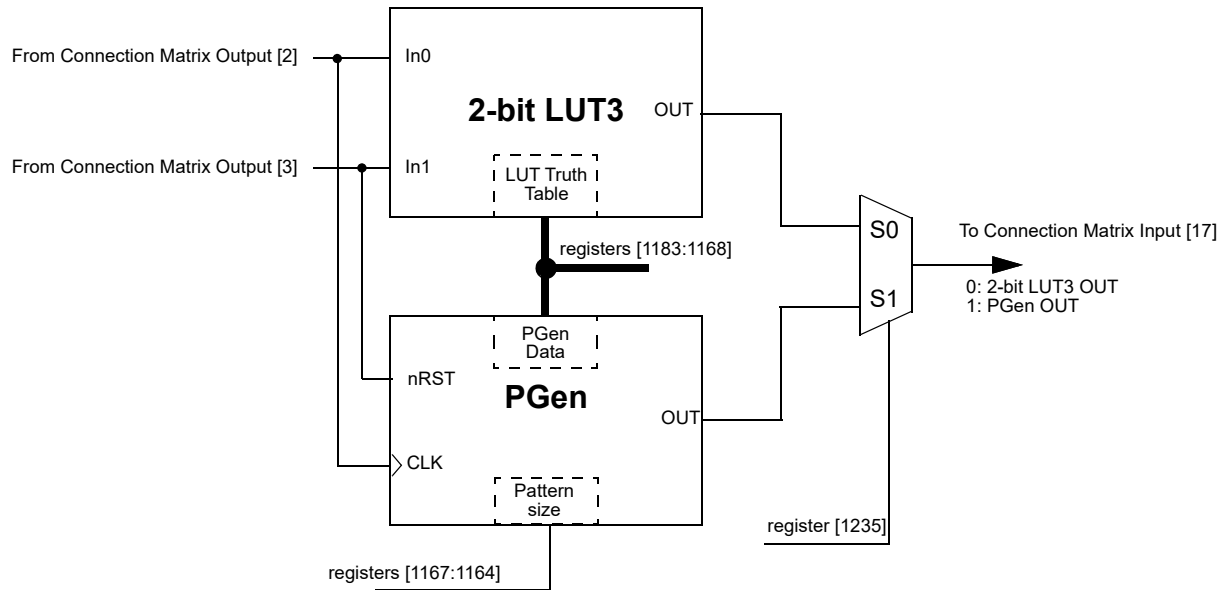 From Connection Matrix Output [2]
In0
2-bit LUT3
OUT
From Connection Matrix Output [3]
In1
LUT Truth
Table
registers [1183:1168]
S0
To Connection Matrix Input [17]
S1
0: 2-bit LUT3 OUT
1: PGen OUT
PGen
Data
nRST
PGen
OUT
CLK
Pattern
size
register [1235]
registers [1167:1164]